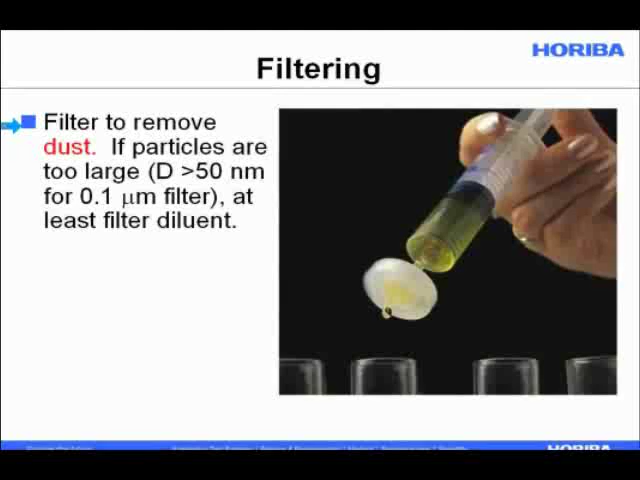 HORIBA
Filtering
Filter to remove
dust. If particles are
too large (D >50 nm
for 0.1 μm filter), at
least filter diluent.
HORIBA